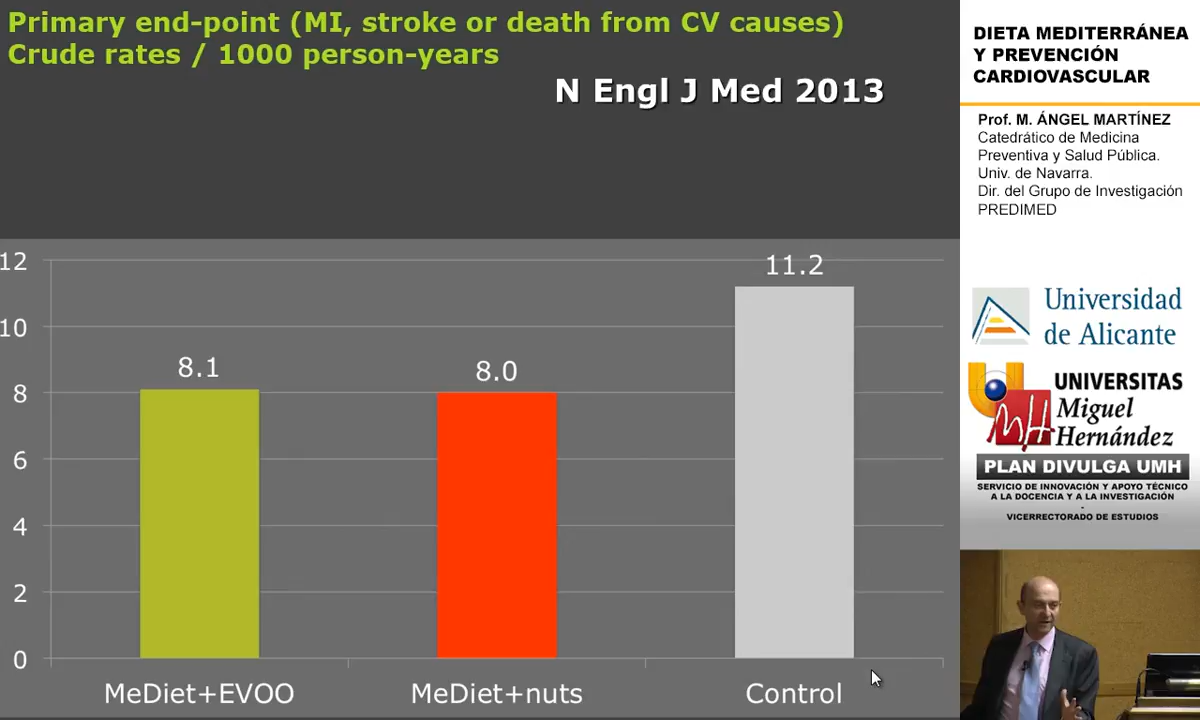 Primary end-point (MI, stroke or death from CV causes)
Crude rates / 1000 person-years
N Engl J Med 2013
12
10
8
6
4
2
0
8.1
8.0
11.2
MeDiet+EVOO
MeDiet+nuts
Control
DIETA MEDITERRÁNEA
Y PREVENCIÓN
CARDIOVASCULAR
Prof. M. ÁNGEL MARTÍNEZ
Catedrático de Medicina
Preventiva y Salud Pública.
Univ. de Navarra.
Dir. del Grupo de Investigación
PREDIMED
Universidad
de Alicante
UNIVERSITAS
Miguel
Hernández
PLAN DIVULGA UMH
SERVICIO DE INNOVACIÓN Y APOYO TÉCNICO
A LA DOCENCIA Y A LA INVESTIGACIÓN
-
VICERRECTORADO DE ESTUDIOS